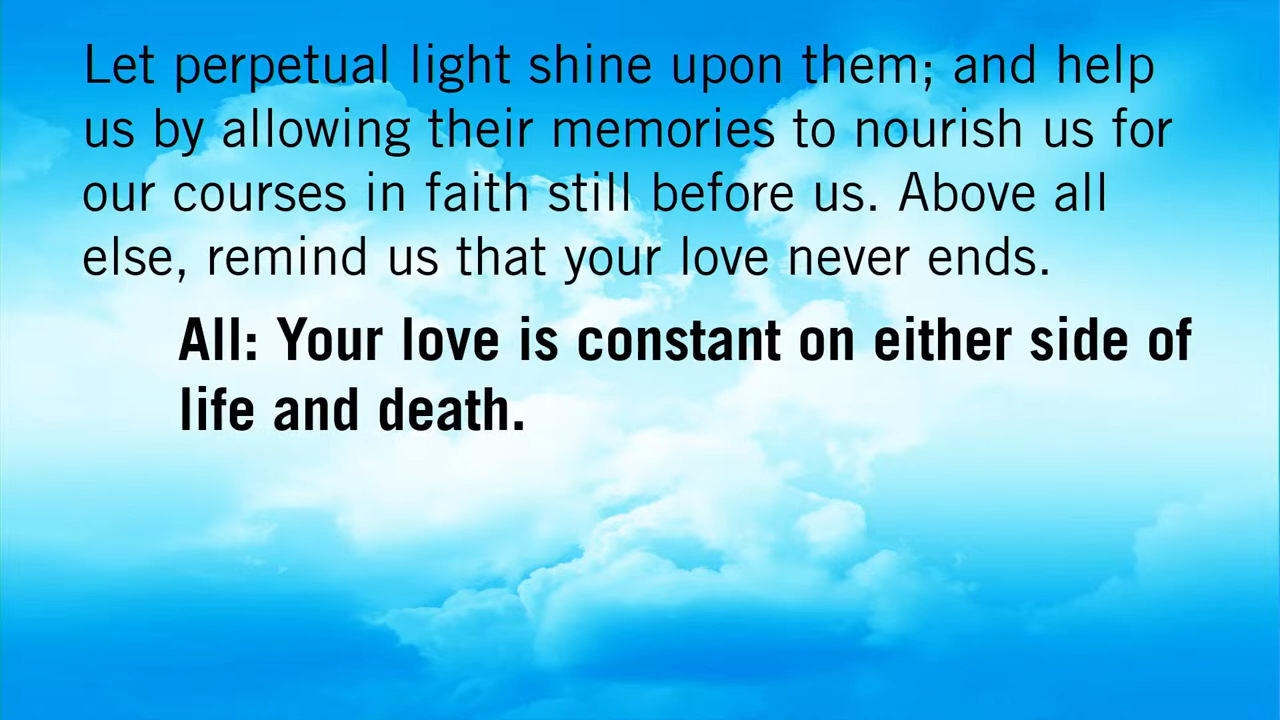 Let perpetual light shine upon them; and help
us by allowing their memories to nourish us for
our courses in faith still before us. Above all
else, remind us that your love never ends.
All: Your love is constant on either side of
life and death.